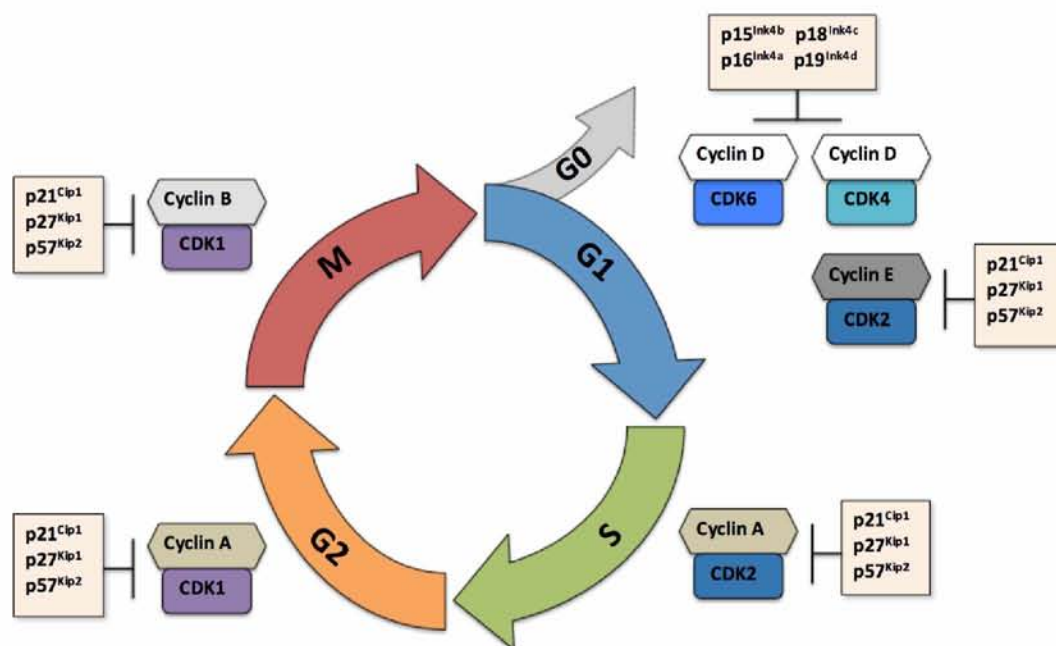 p15Ink4b p18Ink4c
p16Ink4a p19Ink4d
Cyclin D Cyclin D
CDK6 CDK4
G0
p21Cip1
p27Kip1
p57Kip2
Cyclin B
CDK1
M
G1
Cyclin E
CDK2
p21Cip1
p27Kip1
p57Kip2
p21Cip1
p27Kip1
p57Kip2
Cyclin A
CDK1
G2
S
Cyclin A
CDK2
p21Cip1
p27Kip1
p57Kip2